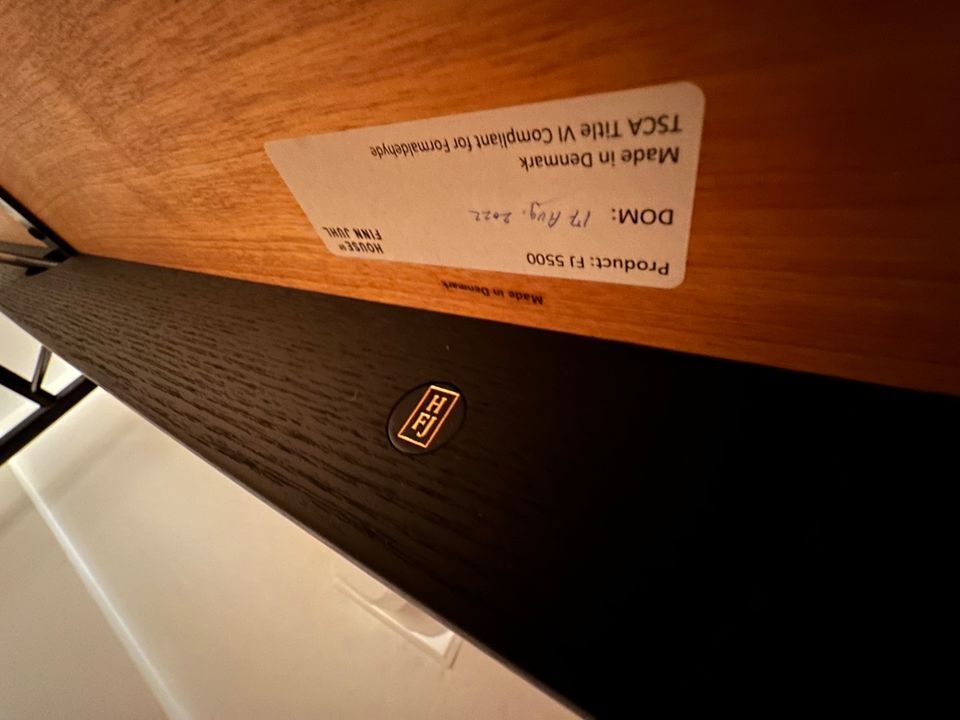 Product: FJ 5500
DOM: 17 Aug. 2022
Made in Denmark
TSCA Title VI Compliant for Formaldehyde
HOUSE OF
FINN JUHL
Made in Denmark
H
FJ